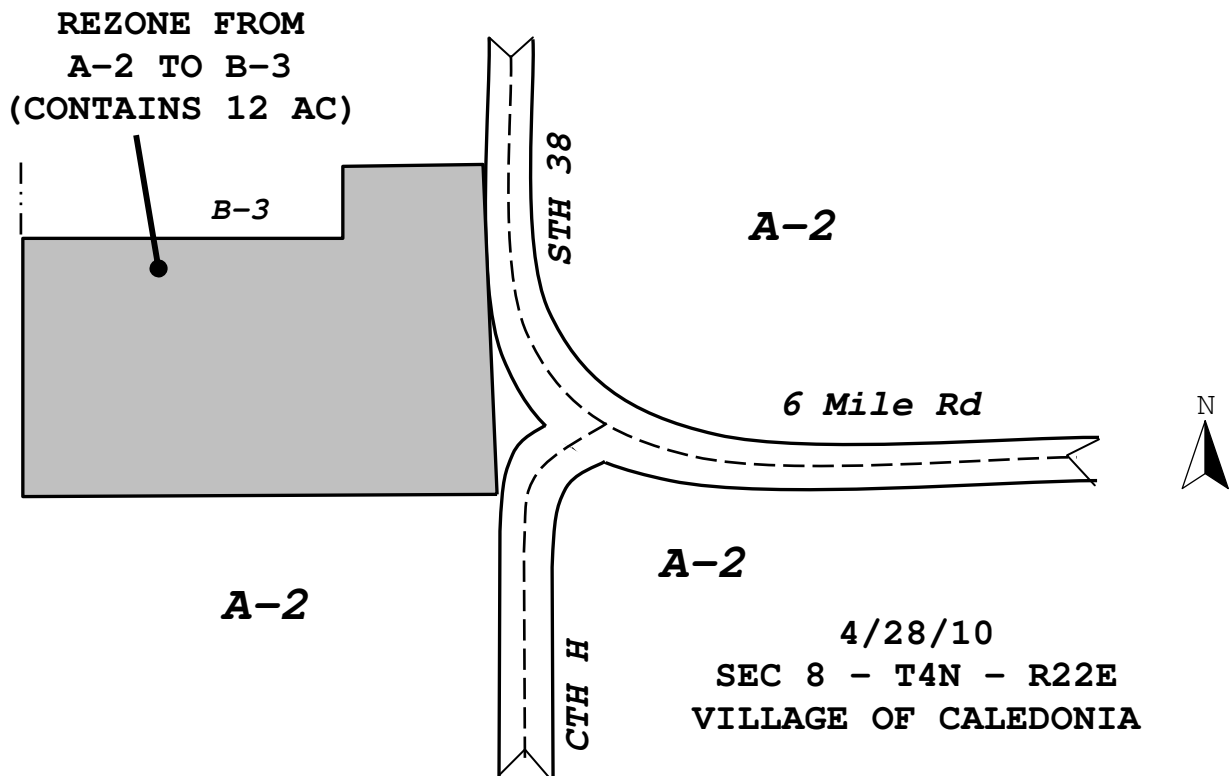 REZONE FROM
A-2 TO B-3
(CONTAINS 12 AC)
B-3
STH 38
A-2
6 Mile Rd
N
A-2
A-2
CTH H
4/28/10
SEC 8 - T4N - R22E
VILLAGE OF CALEDONIA